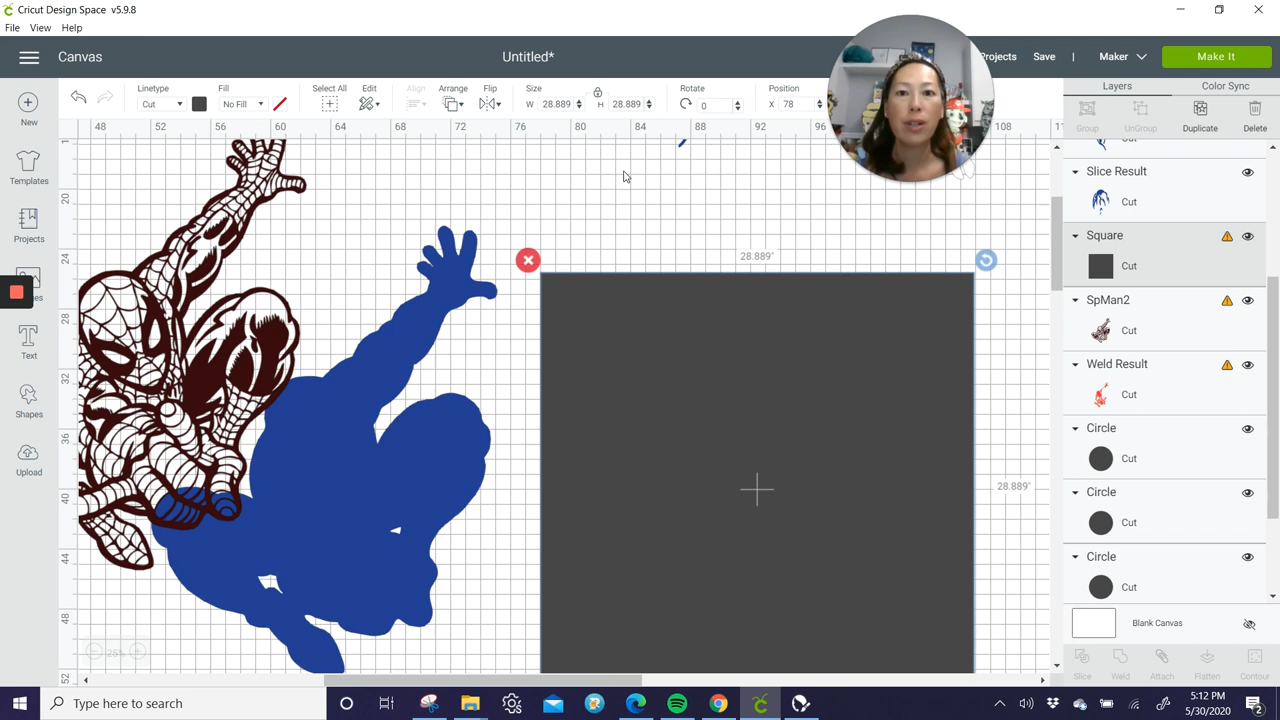 Cricut Design Space v5.9.8
File View Help
Canvas
Untitled*
Projects
Save
Maker
Make It
Linetype
Fill
Select All
Edit
Align
Arrange
Flip
Size
Rotate
Position
Cut
No Fill
W 28.889
H 28.889
0
X 78
Layers
Color Sync
Group
UnGroup
Duplicate
Delete
New
Templates
Projects
Text
Shapes
Upload
48 52 56 60 64 68 72 76 80 84 88 92 96 108
20
24
28
32
36
40
44
48
52
28.889"
28.889"
25%
Cut
Slice Result
Cut
Square
Cut
SpMan2
Cut
Weld Result
Cut
Circle
Cut
Circle
Cut
Circle
Cut
Blank Canvas
Slice
Weld
Attach
Flatten
Contour
Type here to search
5:12 PM
5/30/2020
2